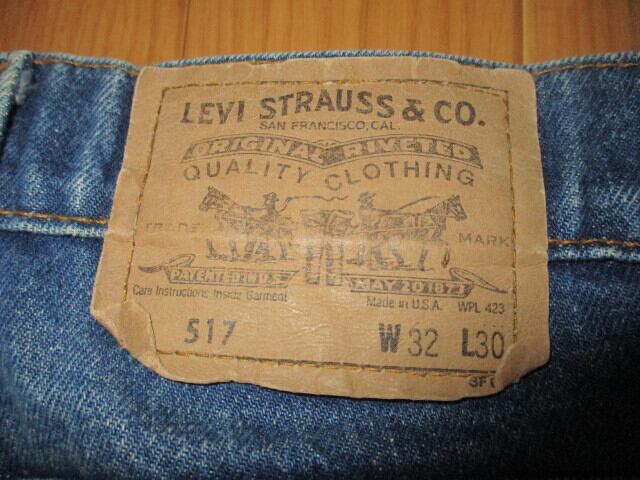 LEVI STRAUSS & CO.
SAN FRANCISCO, CAL.
ORIGINAL RIVETED
QUALITY CLOTHING
TRADE MARK
PATENTED IN U.S. MAY 20 1873
Care Instructions Inside Garment Made in U.S.A. WPL 423
517 W 32 L 30